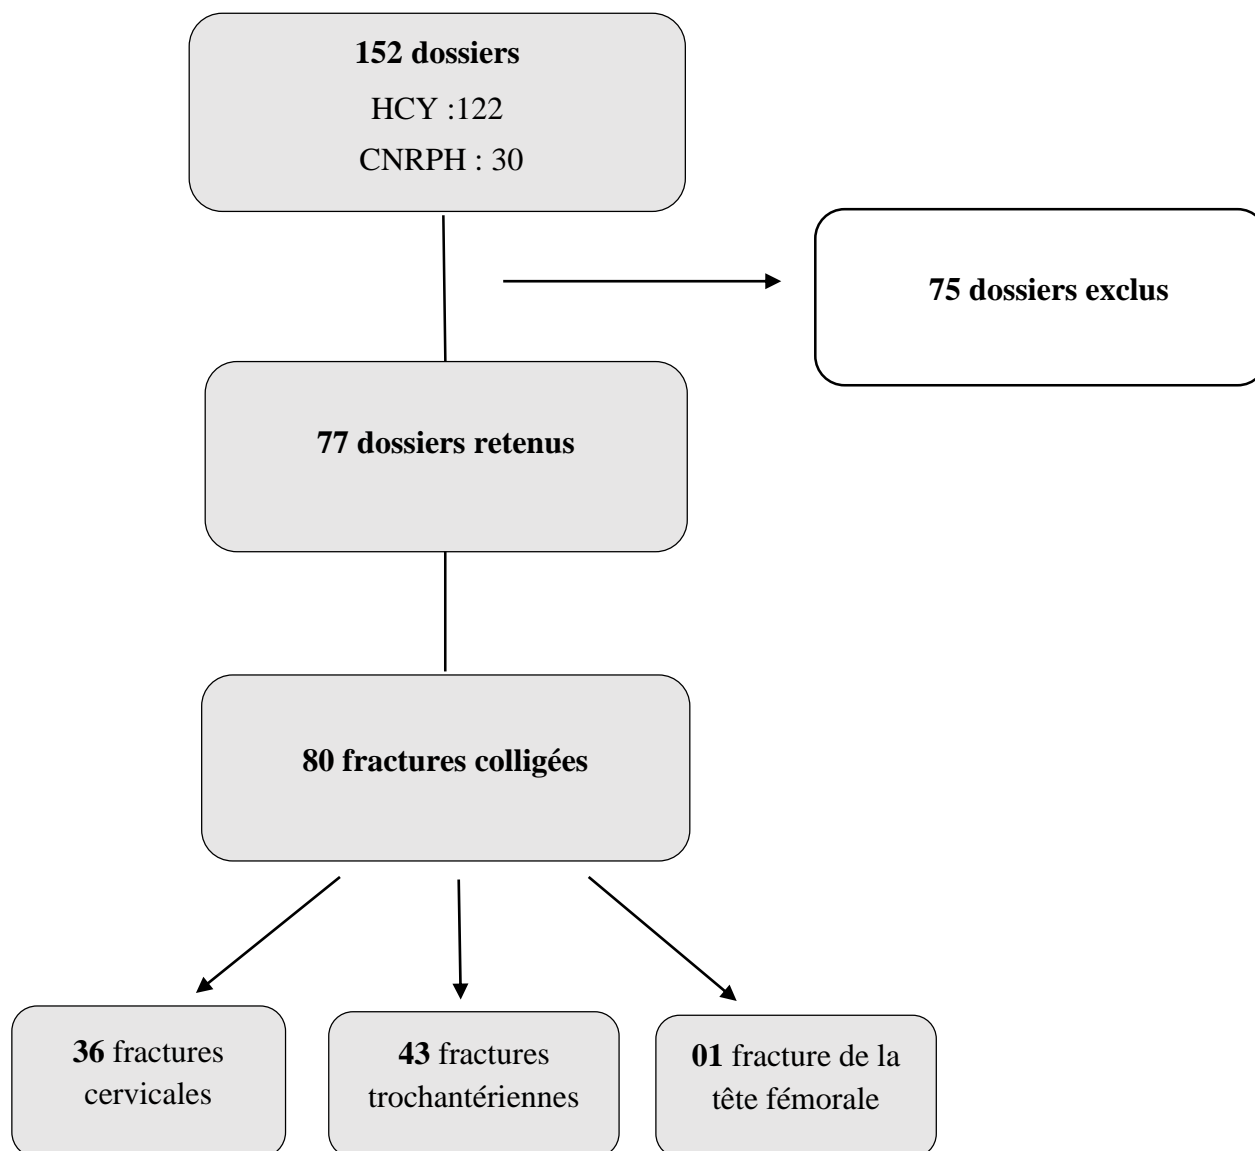 152 dossiers
HCY :122
CNRPH : 30
75 dossiers exclus
77 dossiers retenus
80 fractures colligées
36 fractures
cervicales
43 fractures
trochantériennes
01 fracture de la
tête fémorale